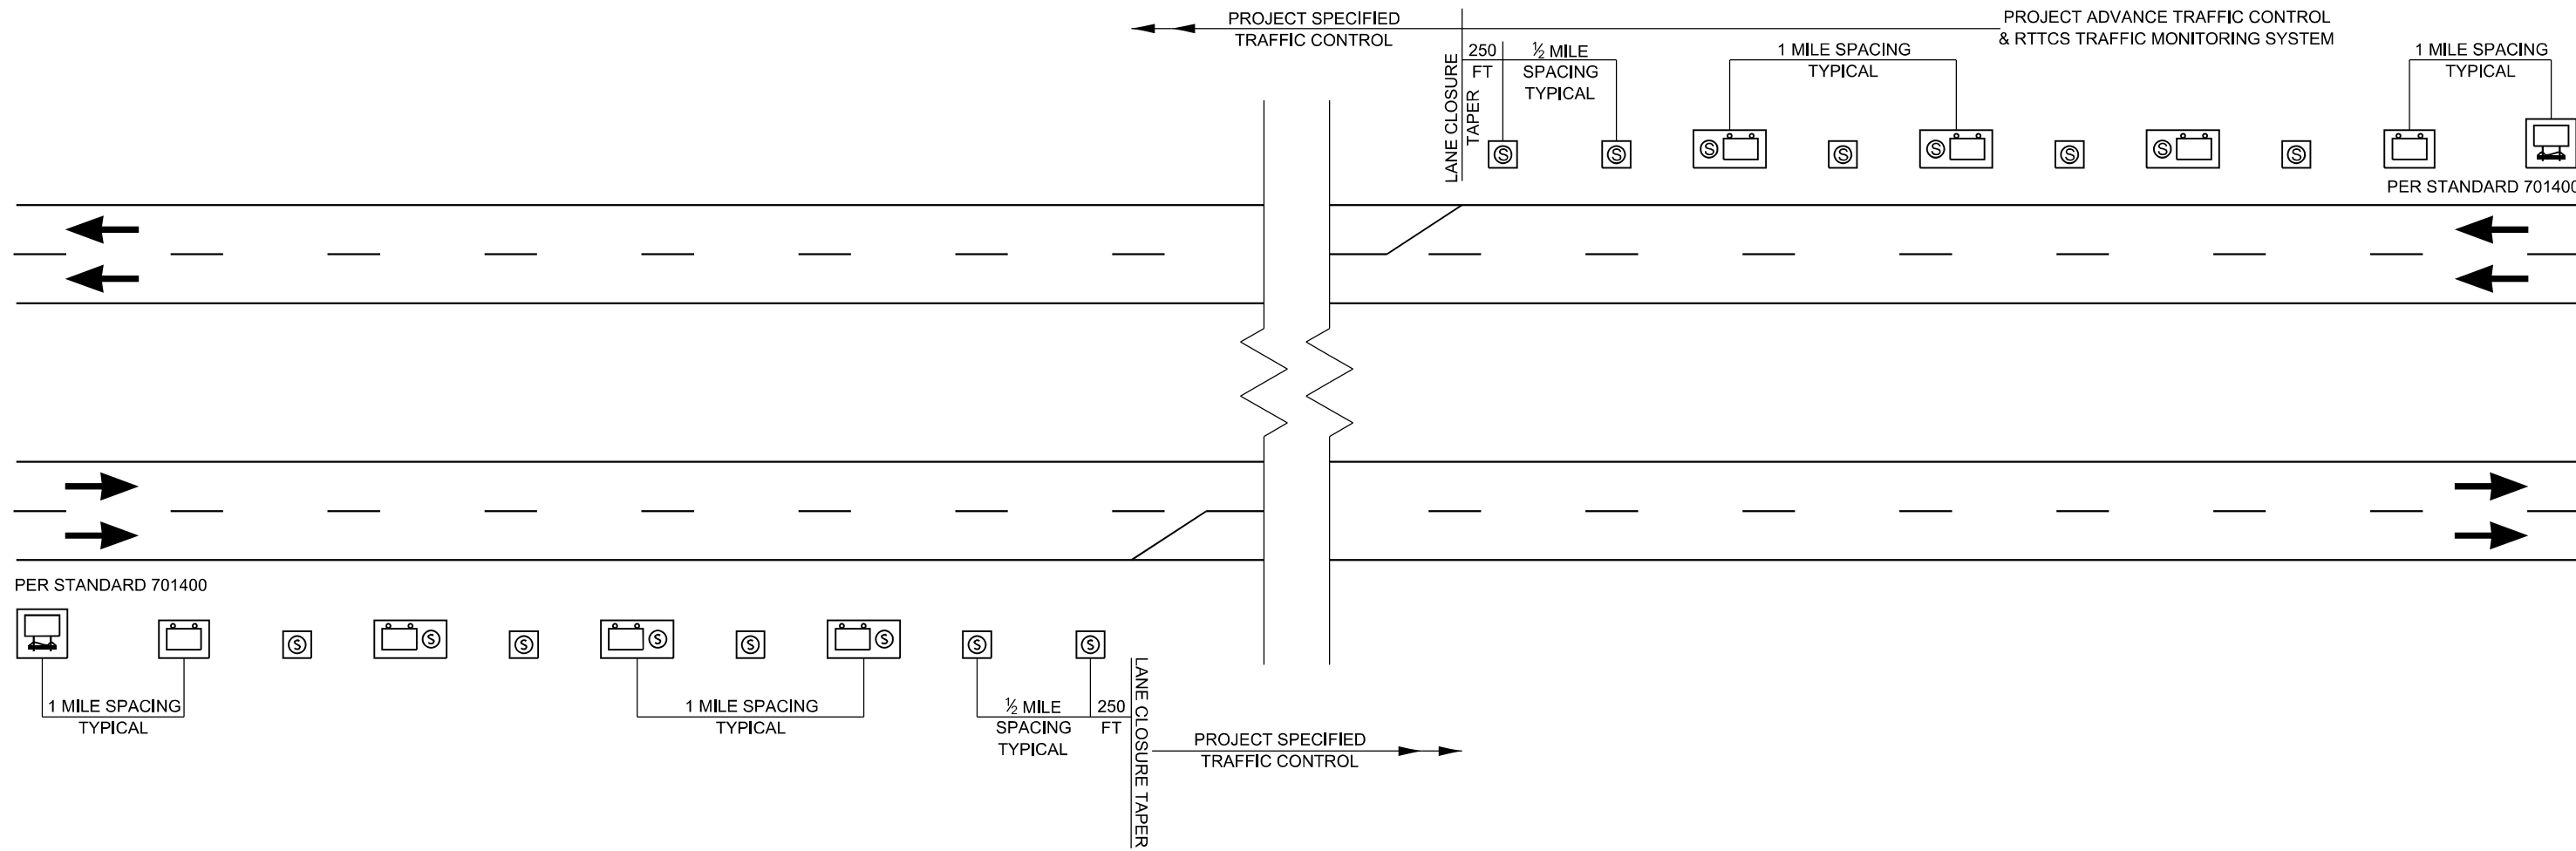 PROJECT SPECIFIED
TRAFFIC CONTROL
PROJECT ADVANCE TRAFFIC CONTROL
& RTTCS TRAFFIC MONITORING SYSTEM
LANE CLOSURE
TAPER
250
FT
½ MILE
SPACING
TYPICAL
1 MILE SPACING
TYPICAL
1 MILE SPACING
TYPICAL
S
S
S
S
S
S
S
S
PER STANDARD 701400
PER STANDARD 701400
S
S
S
S
S
S
S
S
1 MILE SPACING
TYPICAL
1 MILE SPACING
TYPICAL
½ MILE
SPACING
TYPICAL
250
FT
LANE CLOSURE TAPER
PROJECT SPECIFIED
TRAFFIC CONTROL